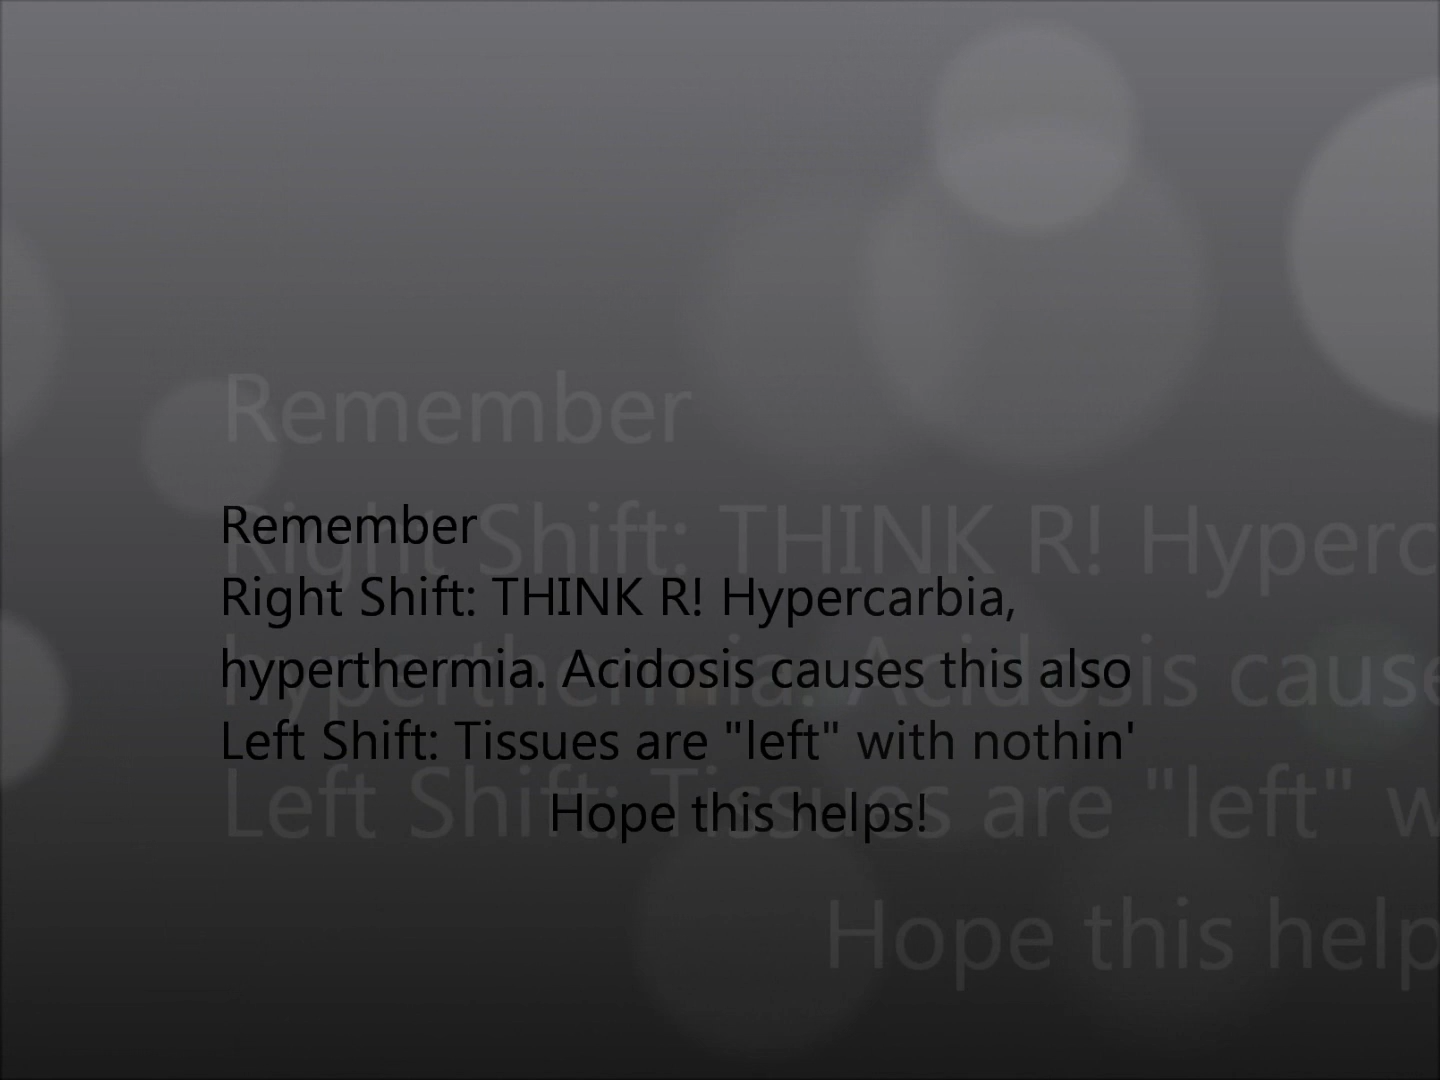 Remember
Right Shift: THINK R! Hypercarbia,
hyperthermia. Acidosis causes this also
Left Shift: Tissues are "left" with nothin'
Hope this helps!